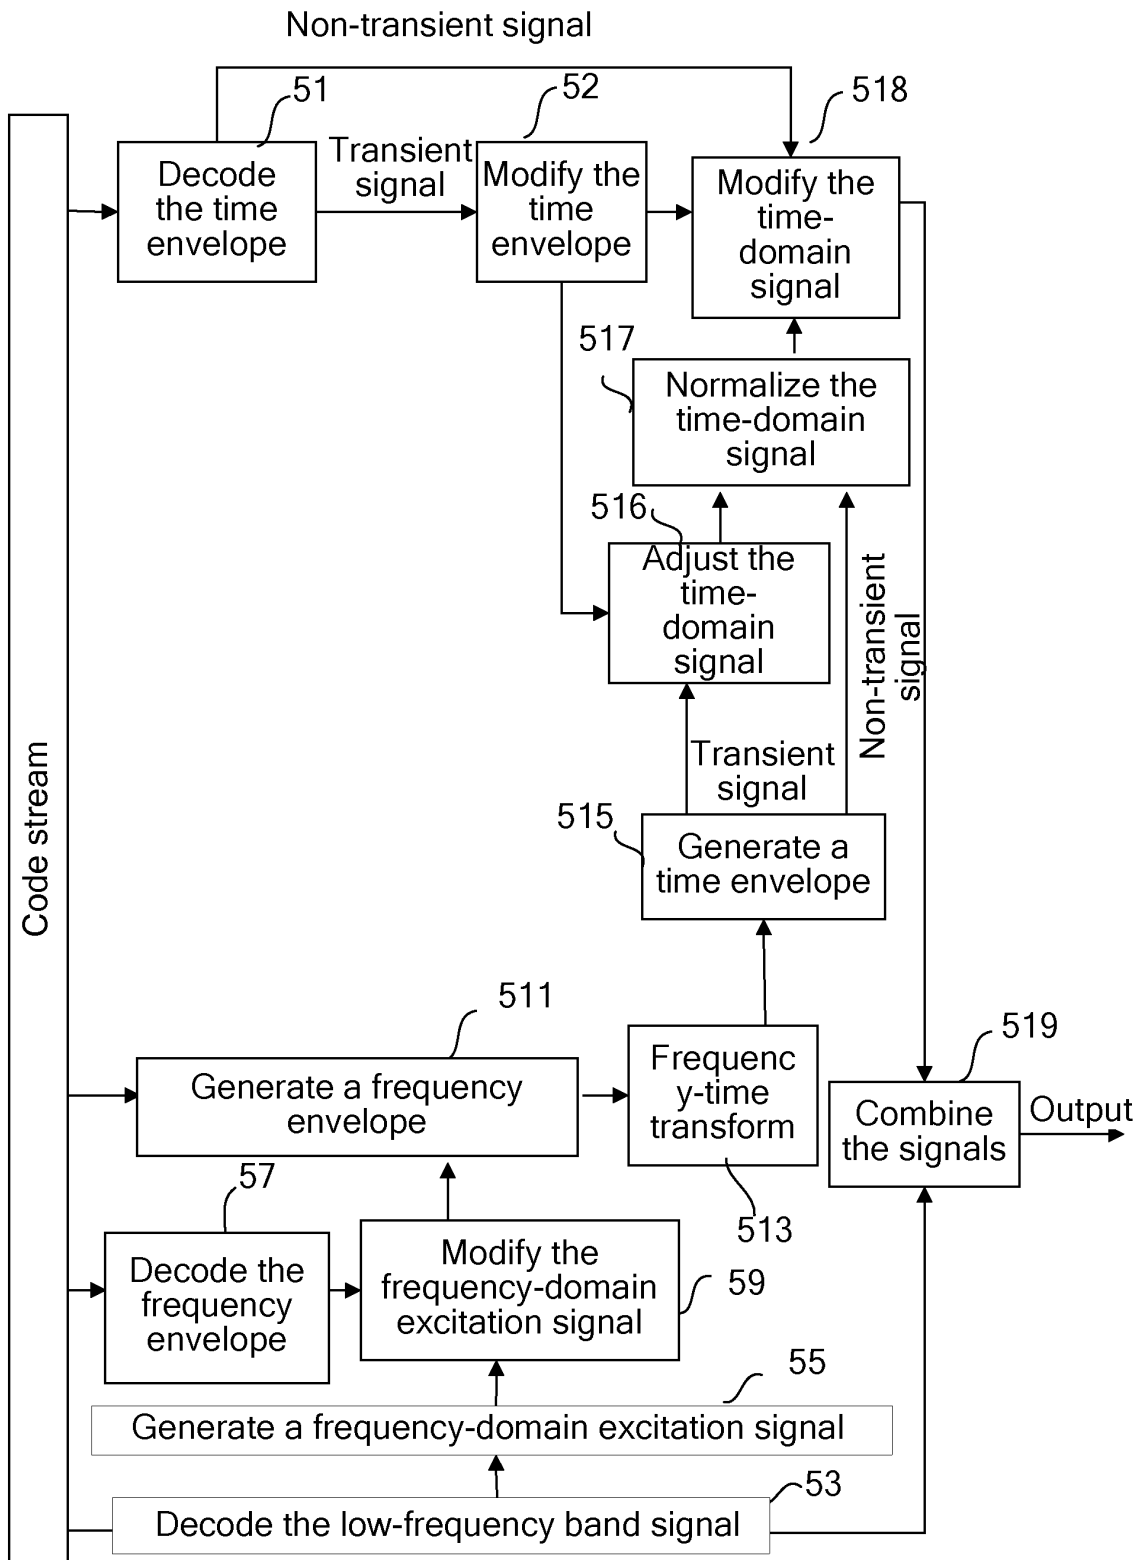 Non-transient signal
51
52
518
Decode
the time
envelope
Transient
signal
Modify the
time
envelope
Modify the
time-
domain
signal
517
Normalize the
time-domain
signal
516
Adjust the
time-
domain
signal
Non-transient
signal
Transient
signal
515
Generate a
time envelope
Code stream
511
Generate a frequency
envelope
Frequenc
y-time
transform
513
519
Combine
the signals
Output
57
Decode the
frequency
envelope
Modify the
frequency-domain
excitation signal
59
55
Generate a frequency-domain excitation signal
53
Decode the low-frequency band signal